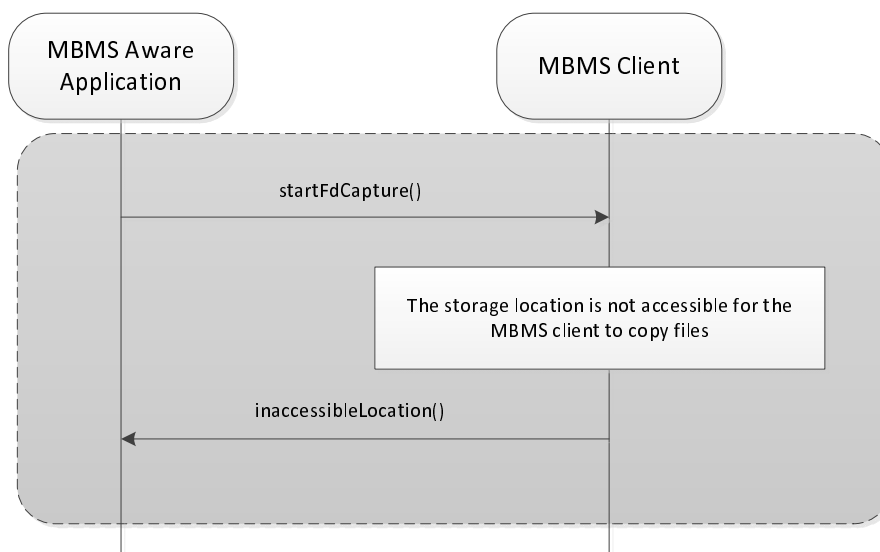 MBMS Aware
Application
MBMS Client
startFdCapture()
The storage location is not accessible for the
MBMS client to copy files
inaccessibleLocation()